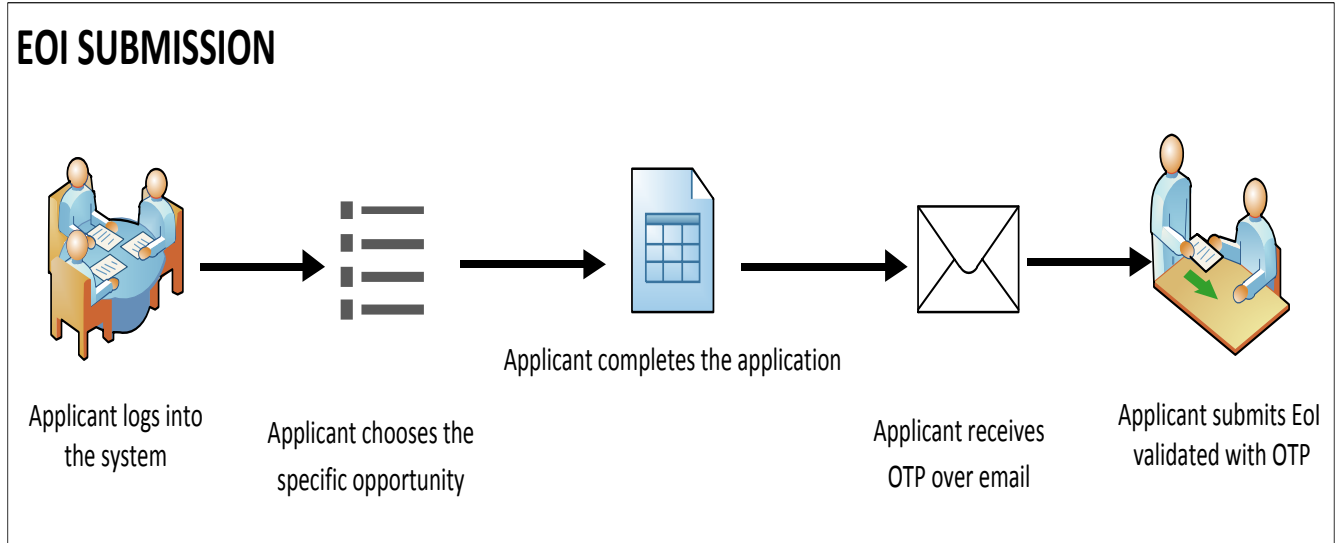 EOI SUBMISSION
Applicant logs into
the system
Applicant chooses the
specific opportunity
Applicant completes the application
Applicant receives
OTP over email
Applicant submits EoI
validated with OTP